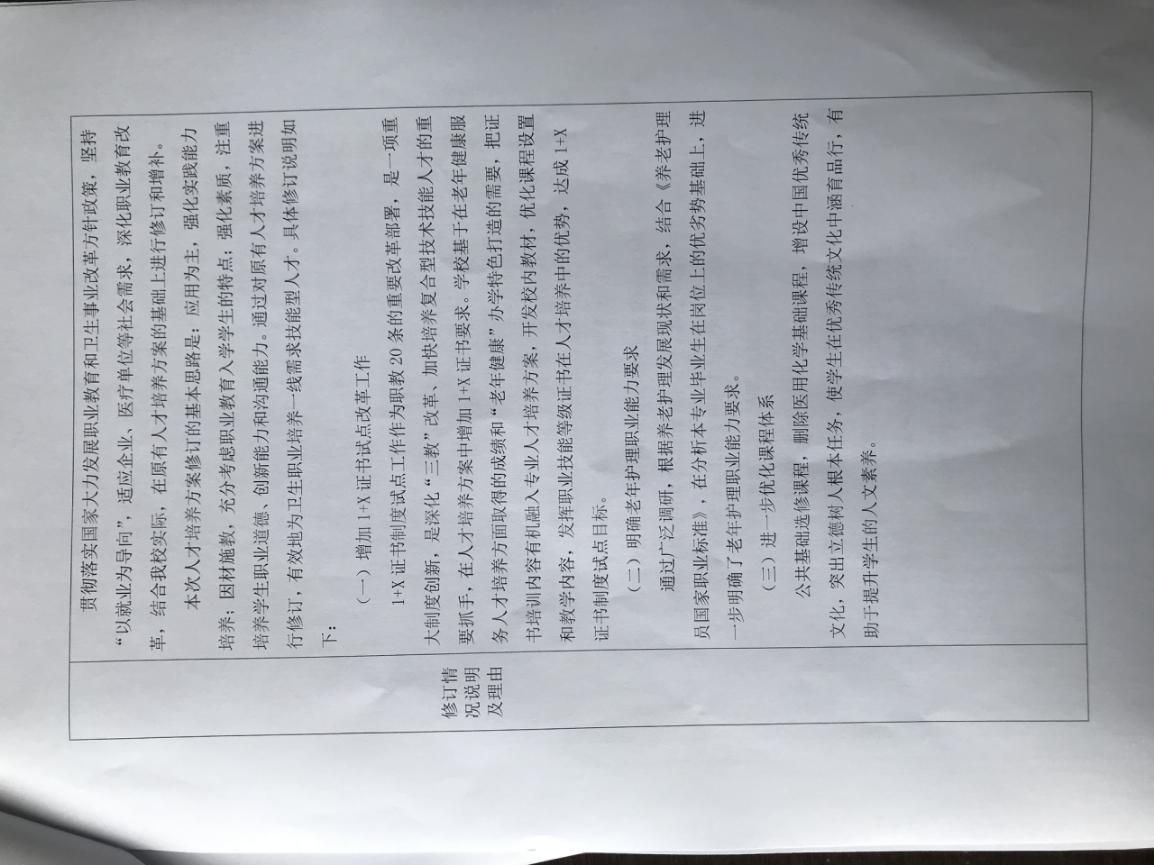 修订情
况说明
及理由
贯彻落实国家大力发展职业教育和卫生事业改革方针政策，坚持
“以就业为导向”，适应企业、医疗单位等社会需求，深化职业教育改
革，结合我校实际，在原有人才培养方案的基础上进行修订和增补。
本次人才培养方案修订的基本思路是：应用为主，强化实践能力
培养；因材施教，充分考虑职业教育入学学生的特点；强化素质，注重
培养学生职业道德、创新能力和沟通能力。通过对原有人才培养方案进
行修订，有效地为卫生职业培养一线需求技能型人才。具体修订说明如
下：
（一）增加 1+X 证书试点改革工作
1+X 证书制度试点工作作为职教 20 条的重要改革部署，是一项重
大制度创新，是深化“三教”改革、加快培养复合型技术技能人才的重
要抓手，在人才培养方案中增加 1+X 证书要求。学校基于在老年健康服
务人才培养方面取得的成绩和“老年健康”办学特色打造的需要，把证
书培训内容有机融入专业人才培养方案，开发校内教材，优化课程设置
和教学内容，发挥职业技能等级证书在人才培养中的优势，达成 1+X
证书制度试点目标。
（二）明确老年护理职业能力要求
通过广泛调研，根据养老护理发展现状和需求，结合《养老护理
员国家职业标准》，在分析本专业毕业生在岗位上的优劣势基础上，进
一步明确了老年护理职业能力要求。
（三）进一步优化课程体系
公共基础选修课程，删除医用化学基础课程，增设中国优秀传统
文化，突出立德树人根本任务，使学生在优秀传统文化中涵育品行，有
助于提升学生的人文素养。